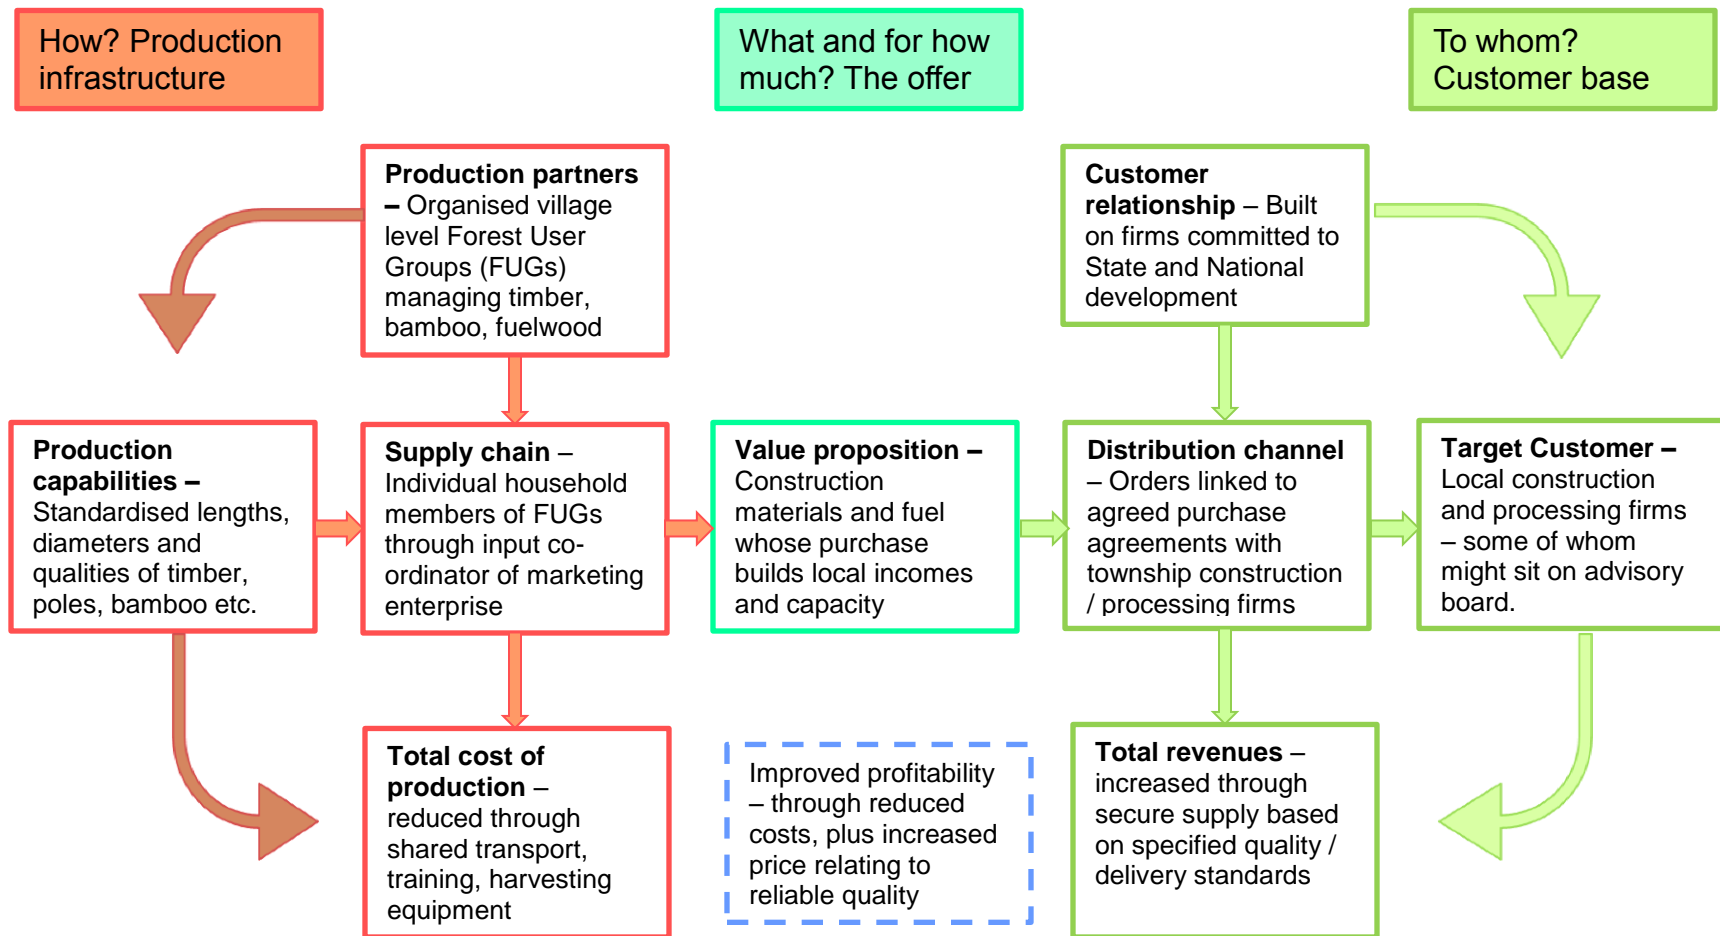 How? Production
infrastructure
What and for how
much? The offer
To whom?
Customer base
Production partners
– Organised village
level Forest User
Groups (FUGs)
managing timber,
bamboo, fuelwood
Customer
relationship – Built
on firms committed to
State and National
development
Production
capabilities –
Standardised lengths,
diameters and
qualities of timber,
poles, bamboo etc.
Supply chain –
Individual household
members of FUGs
through input co-
ordinator of marketing
enterprise
Value proposition –
Construction
materials and fuel
whose purchase
builds local incomes
and capacity
Distribution channel
– Orders linked to
agreed purchase
agreements with
township construction
/ processing firms
Target Customer –
Local construction
and processing firms
– some of whom
might sit on advisory
board.
Total cost of
production –
reduced through
shared transport,
training, harvesting
equipment
Improved profitability
– through reduced
costs, plus increased
price relating to
reliable quality
Total revenues –
increased through
secure supply based
on specified quality /
delivery standards